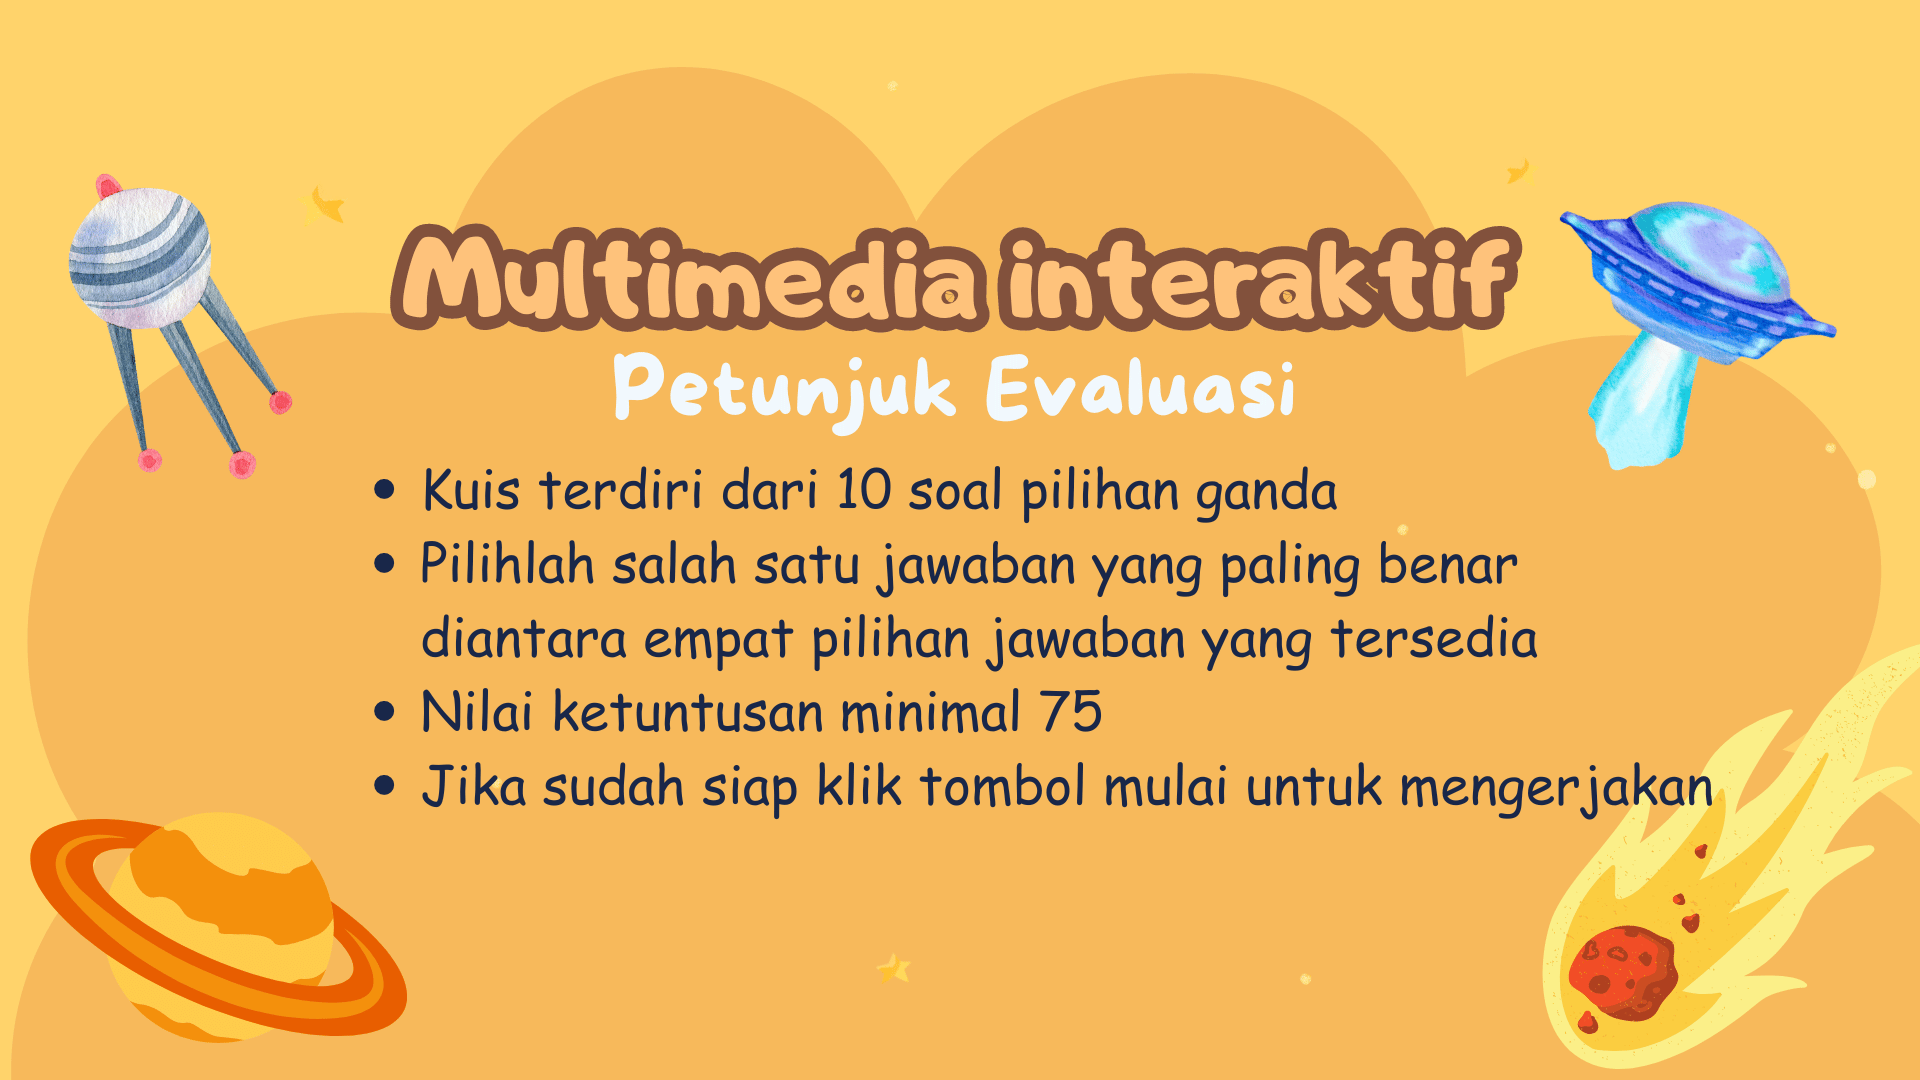 Multimedia interaktif
Petunjuk Evaluasi
• Kuis terdiri dari 10 soal pilihan ganda
• Pilihlah salah satu jawaban yang paling benar
diantara empat pilihan jawaban yang tersedia
• Nilai ketuntusan minimal 75
• Jika sudah siap klik tombol mulai untuk mengerjakan